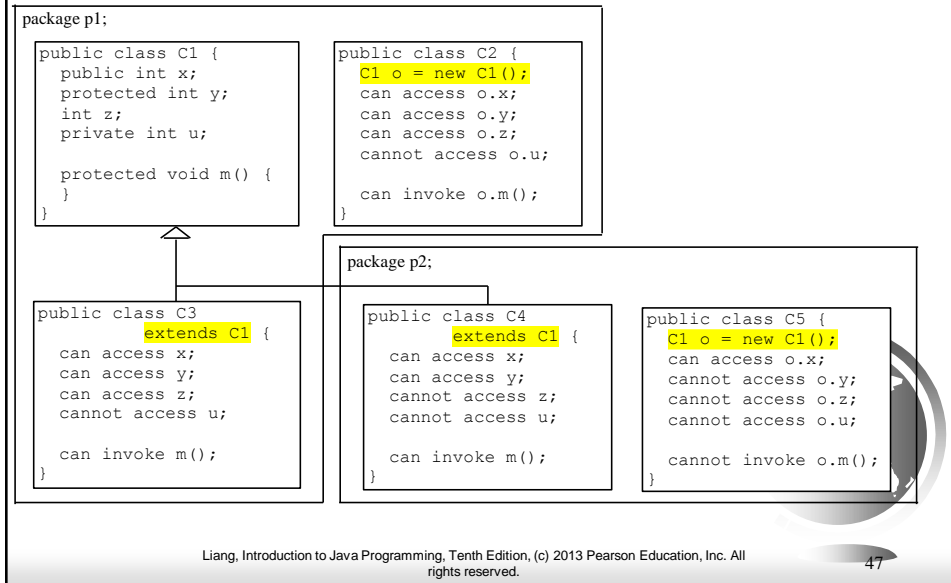 package p1;
public class C1 {
public int x;
protected int y;
int z;
private int u;
protected void m() {
}
}
public class C2 {
C1 o = new C1();
can access o.x;
can access o.y;
can access o.z;
cannot access o.u;
can invoke o.m();
}
public class C3
extends C1 {
can access x;
can access y;
can access z;
cannot access u;
can invoke m();
}
package p2;
public class C4
extends C1 {
can access x;
can access y;
cannot access z;
cannot access u;
can invoke m();
}
public class C5 {
C1 o = new C1();
can access o.x;
cannot access o.y;
cannot access o.z;
cannot access o.u;
cannot invoke o.m();
}
Liang, Introduction to Java Programming, Tenth Edition, (c) 2013 Pearson Education, Inc. All
rights reserved.
47